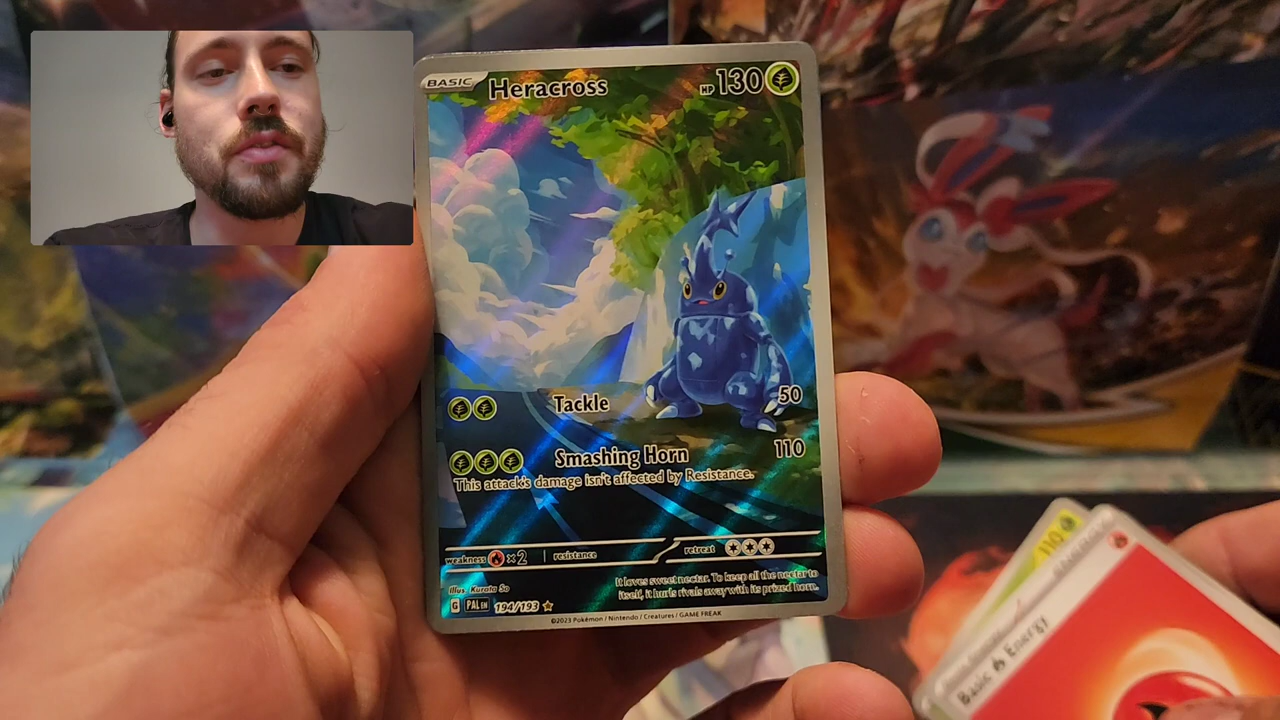 BASIC Heracross HP 130
Tackle 50
Smashing Horn 110
This attack's damage isn't affected by Resistance.
weakness ×2 resistance retreat
It loves sweet nectar. To keep all the nectar to
itself, it hurls rivals away with its prized horn.
Illus. Kurata So
G PAL EN 194/193
©2023 Pokémon / Nintendo / Creatures / GAME FREAK
110
Basic Energy